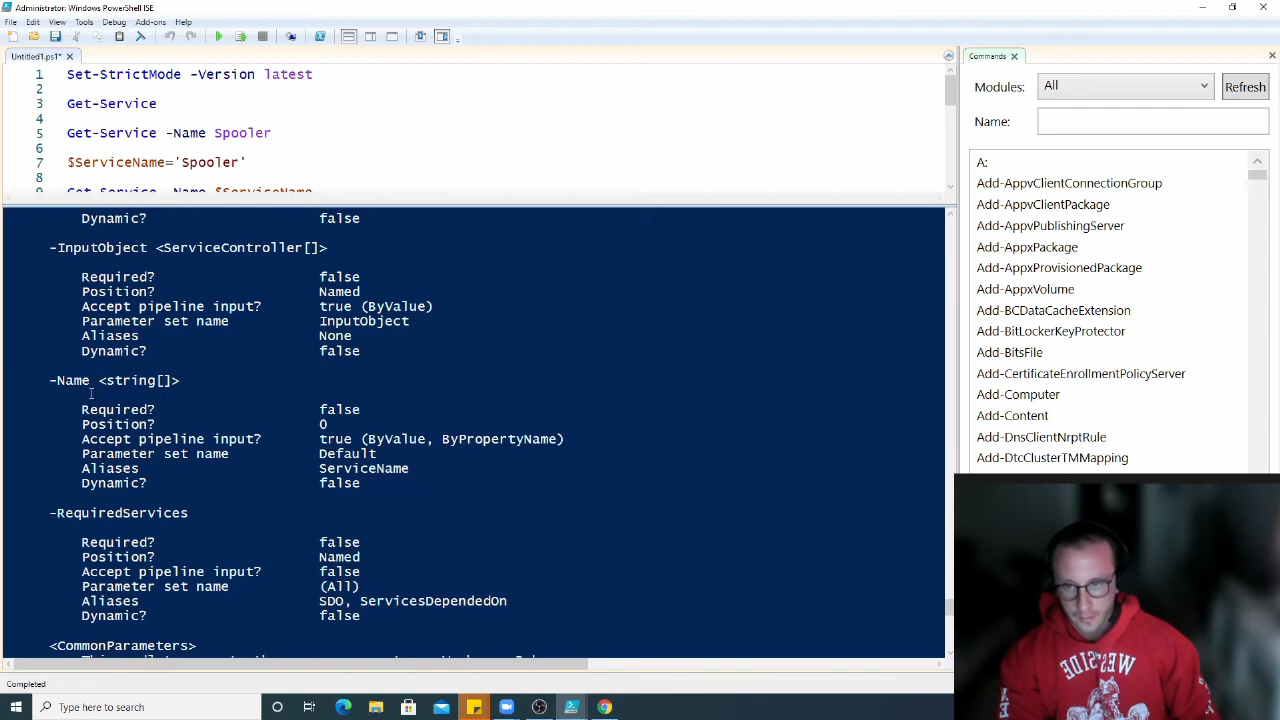 Administrator: Windows PowerShell ISE
File Edit View Tools Debug Add-ons Help
Untitled1.ps1*
1 Set-StrictMode -Version latest
2
3 Get-Service
4
5 Get-Service -Name Spooler
6
7 $ServiceName='Spooler'
8
9 Get-Service -Name $ServiceName
Dynamic? false
-InputObject <ServiceController[]>
Required? false
Position? Named
Accept pipeline input? true (ByValue)
Parameter set name InputObject
Aliases None
Dynamic? false
-Name <string[]>
Required? false
Position? 0
Accept pipeline input? true (ByValue, ByPropertyName)
Parameter set name Default
Aliases ServiceName
Dynamic? false
-RequiredServices
Required? false
Position? Named
Accept pipeline input? false
Parameter set name (All)
Aliases SDO, ServicesDependedOn
Dynamic? false
<CommonParameters>
Commands
Modules: All Refresh
Name:
A:
Add-AppvClientConnectionGroup
Add-AppvClientPackage
Add-AppvPublishingServer
Add-AppxPackage
Add-AppxProvisionedPackage
Add-AppxVolume
Add-BCDataCacheExtension
Add-BitLockerKeyProtector
Add-BitsFile
Add-CertificateEnrollmentPolicyServer
Add-Computer
Add-Content
Add-DnsClientNrptRule
Add-DtcClusterTMMapping
Completed
Type here to search